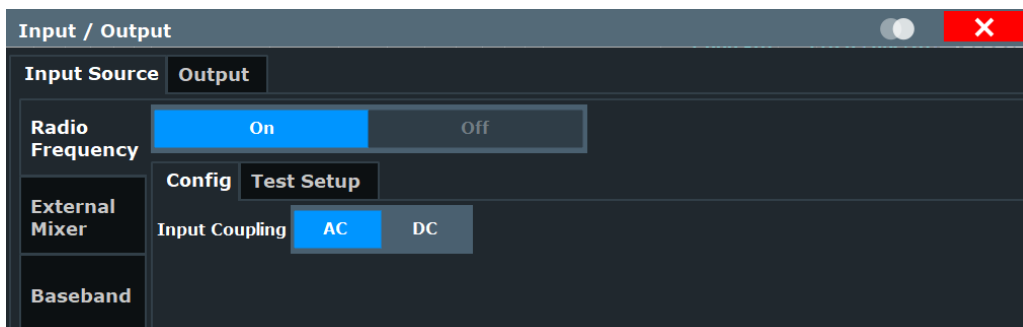 Input / Output
Input Source Output
Radio
Frequency
On Off
Config Test Setup
External
Mixer
Input Coupling AC DC
Baseband